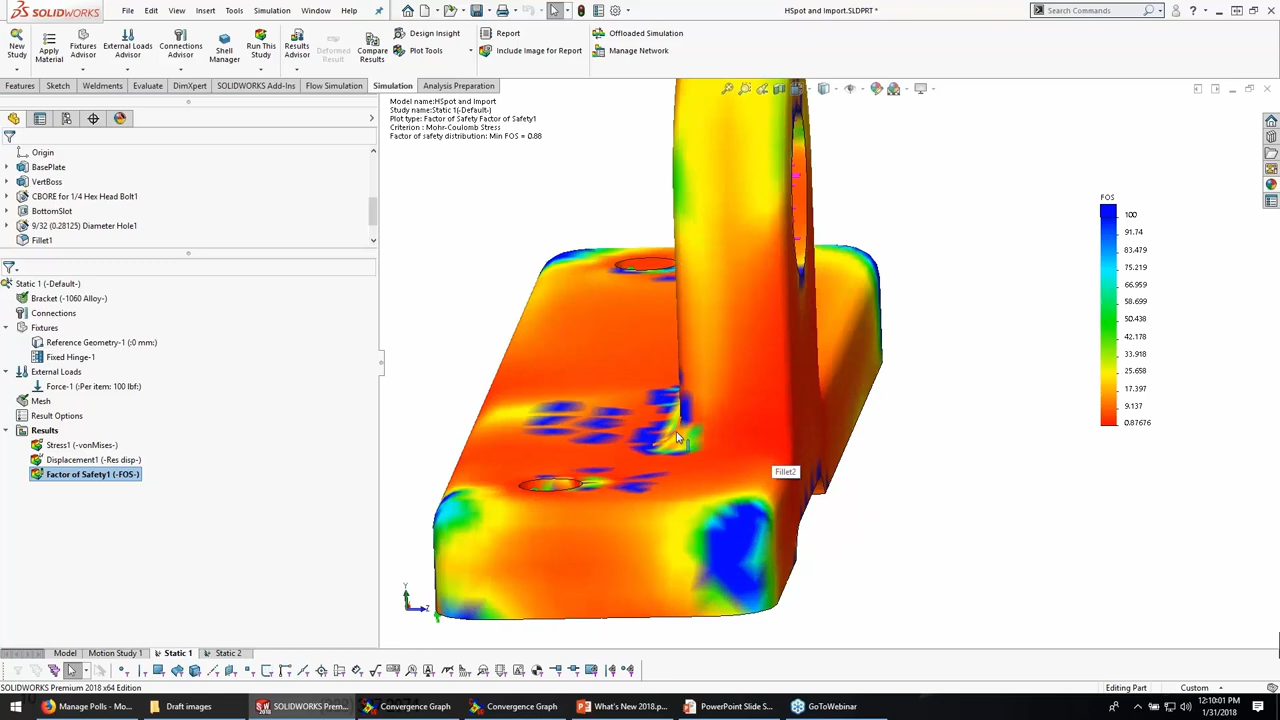 SOLIDWORKS
File Edit View Insert Tools Simulation Window Help
HSpot and Import.SLDPRT *
Search Commands
New Study
Apply Material
Fixtures Advisor
External Loads Advisor
Connections Advisor
Shell Manager
Run This Study
Results Advisor
Deformed Result
Compare Results
Design Insight
Plot Tools
Report
Include Image for Report
Offloaded Simulation
Manage Network
Features Sketch Weldments Evaluate DimXpert SOLIDWORKS Add-Ins Flow Simulation Simulation Analysis Preparation
Model name:HSpot and Import
Study name:Static 1(-Default-)
Plot type: Factor of Safety Factor of Safety1
Criterion : Mohr-Coulomb Stress
Factor of safety distribution: Min FOS = 0.88
Origin
BasePlate
VertBoss
CBORE for 1/4 Hex Head Bolt1
BottomSlot
9/32 (0.28125) Diameter Hole1
Fillet1
Static 1 (-Default-)
Bracket (-1060 Alloy-)
Connections
Fixtures
Reference Geometry-1 (:0 mm:)
Fixed Hinge-1
External Loads
Force-1 (:Per item: 100 lbf:)
Mesh
Result Options
Results
Stress1 (-vonMises-)
Displacement1 (-Res disp-)
Factor of Safety1 (-FOS-)
FOS
100
91.74
83.479
75.219
66.959
58.699
50.438
42.178
33.918
25.658
17.397
9.137
0.87676
Fillet2
Y
Z
Model Motion Study 1 Static 1 Static 2
SOLIDWORKS Premium 2018 x64 Edition
Editing Part
Custom
Manage Polls - Mo...
Draft images
SOLIDWORKS Premi...
Convergence Graph
Convergence Graph
What's New 2018.p...
PowerPoint Slide S...
GoToWebinar
12:10:01 PM
1/31/2018